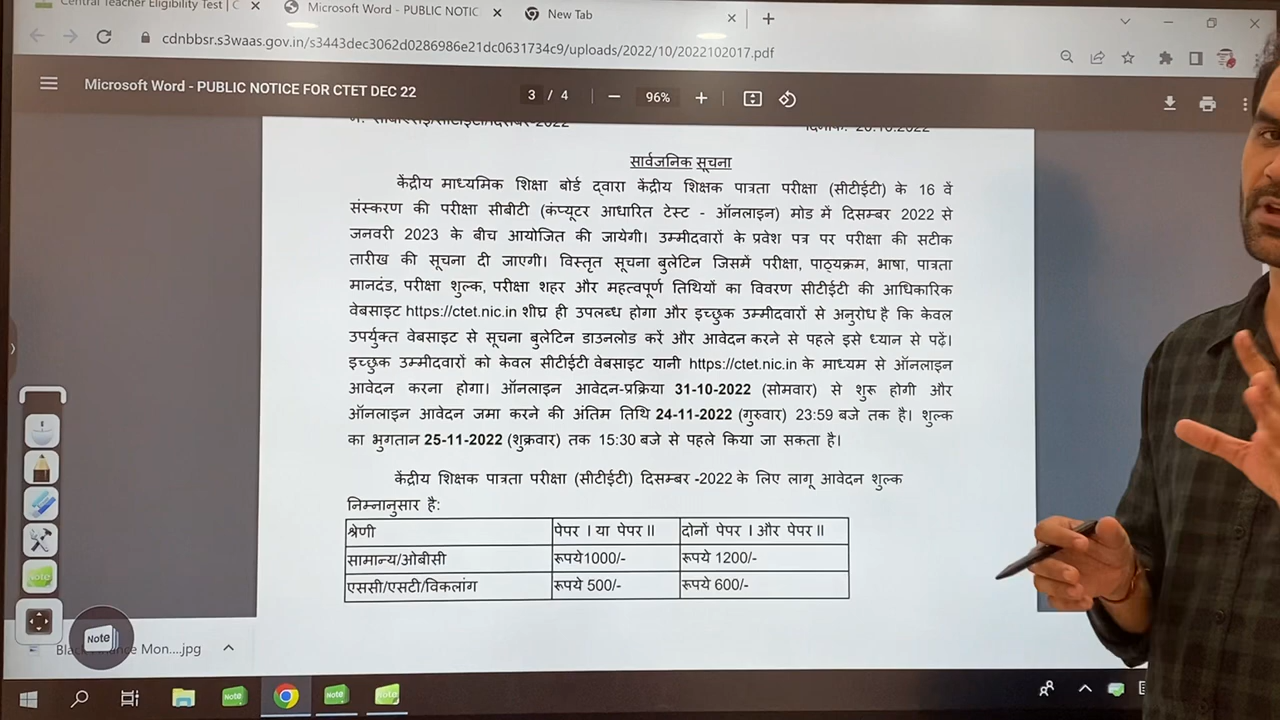 Central Teacher Eligibility Test | C
Microsoft Word - PUBLIC NOTIC
New Tab
cdnbbsr.s3waas.gov.in/s3443dec3062d0286986e21dc0631734c9/uploads/2022/10/2022102017.pdf
Microsoft Word - PUBLIC NOTICE FOR CTET DEC 22
3 / 4
96%
सार्वजनिक सूचना
केंद्रीय माध्यमिक शिक्षा बोर्ड द्वारा केंद्रीय शिक्षक पात्रता परीक्षा (सीटीईटी) के 16 वें
संस्करण की परीक्षा सीबीटी (कंप्यूटर आधारित टेस्ट - ऑनलाइन) मोड में दिसम्बर 2022 से
जनवरी 2023 के बीच आयोजित की जायेगी। उम्मीदवारों के प्रवेश पत्र पर परीक्षा की सटीक
तारीख की सूचना दी जाएगी। विस्तृत सूचना बुलेटिन जिसमें परीक्षा, पाठ्यक्रम, भाषा, पात्रता
मानदंड, परीक्षा शुल्क, परीक्षा शहर और महत्वपूर्ण तिथियों का विवरण सीटीईटी की आधिकारिक
वेबसाइट https://ctet.nic.in शीघ्र ही उपलब्ध होगा और इच्छुक उम्मीदवारों से अनुरोध है कि केवल
उपर्युक्त वेबसाइट से सूचना बुलेटिन डाउनलोड करें और आवेदन करने से पहले इसे ध्यान से पढ़ें।
इच्छुक उम्मीदवारों को केवल सीटीईटी वेबसाइट यानी https://ctet.nic.in के माध्यम से ऑनलाइन
आवेदन करना होगा। ऑनलाइन आवेदन-प्रक्रिया 31-10-2022 (सोमवार) से शुरू होगी और
ऑनलाइन आवेदन जमा करने की अंतिम तिथि 24-11-2022 (गुरुवार) 23:59 बजे तक है। शुल्क
का भुगतान 25-11-2022 (शुक्रवार) तक 15:30 बजे से पहले किया जा सकता है।
केंद्रीय शिक्षक पात्रता परीक्षा (सीटीईटी) दिसम्बर -2022 के लिए लागू आवेदन शुल्क
निम्नानुसार है:
श्रेणी पेपर I या पेपर II दोनों पेपर I और पेपर II
सामान्य/ओबीसी रूपये1000/- रूपये 1200/-
एससी/एसटी/विकलांग रूपये 500/- रूपये 600/-
Note
Note
Mon....jpg
Note
Note
Note